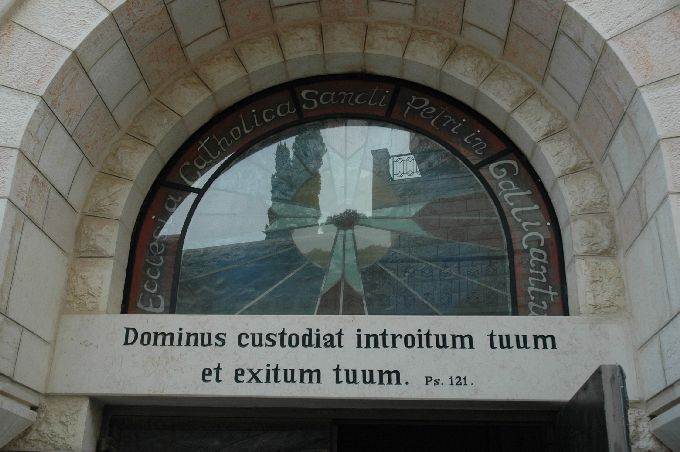 Ecclesia Catholica Sancti Petri in Gallicantu
Dominus custodiat introitum tuum
et exitum tuum. Ps. 121.